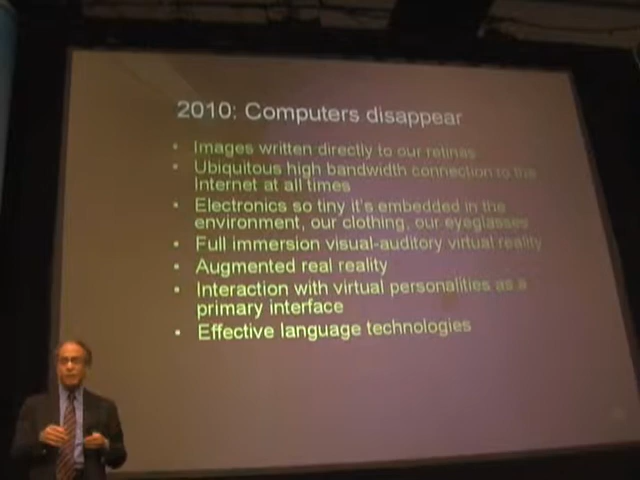 2010: Computers disappear
• Images written directly to our retinas
• Ubiquitous high bandwidth connection to the
Internet at all times
• Electronics so tiny it's embedded in the
environment, our clothing, our eyeglasses
• Full immersion visual-auditory virtual reality
• Augmented real reality
• Interaction with virtual personalities as a
primary interface
• Effective language technologies